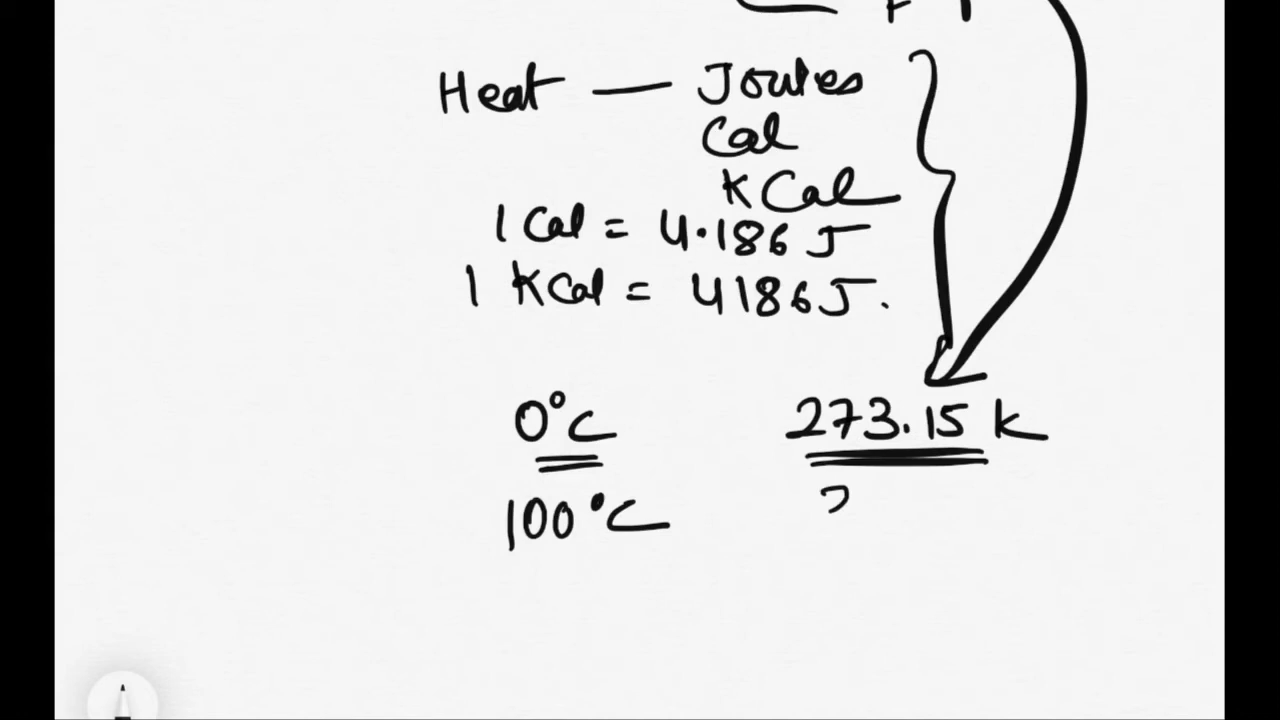 Heat — Joules
Cal
KCal
1 Cal = 4.186 J
1 KCal = 4186 J.
0°C 273.15 k
100°C